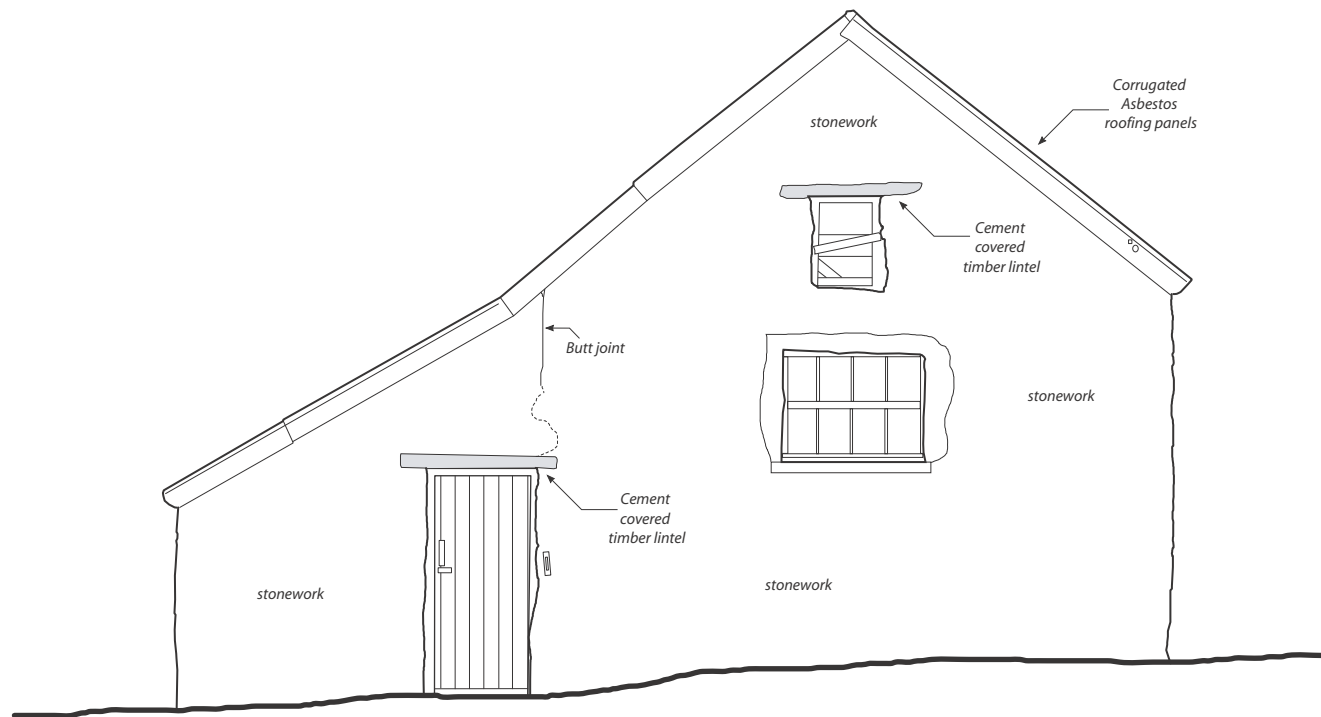 Corrugated
Asbestos
roofing panels
stonework
Cement
covered
timber lintel
Butt joint
stonework
Cement
covered
timber lintel
stonework
stonework